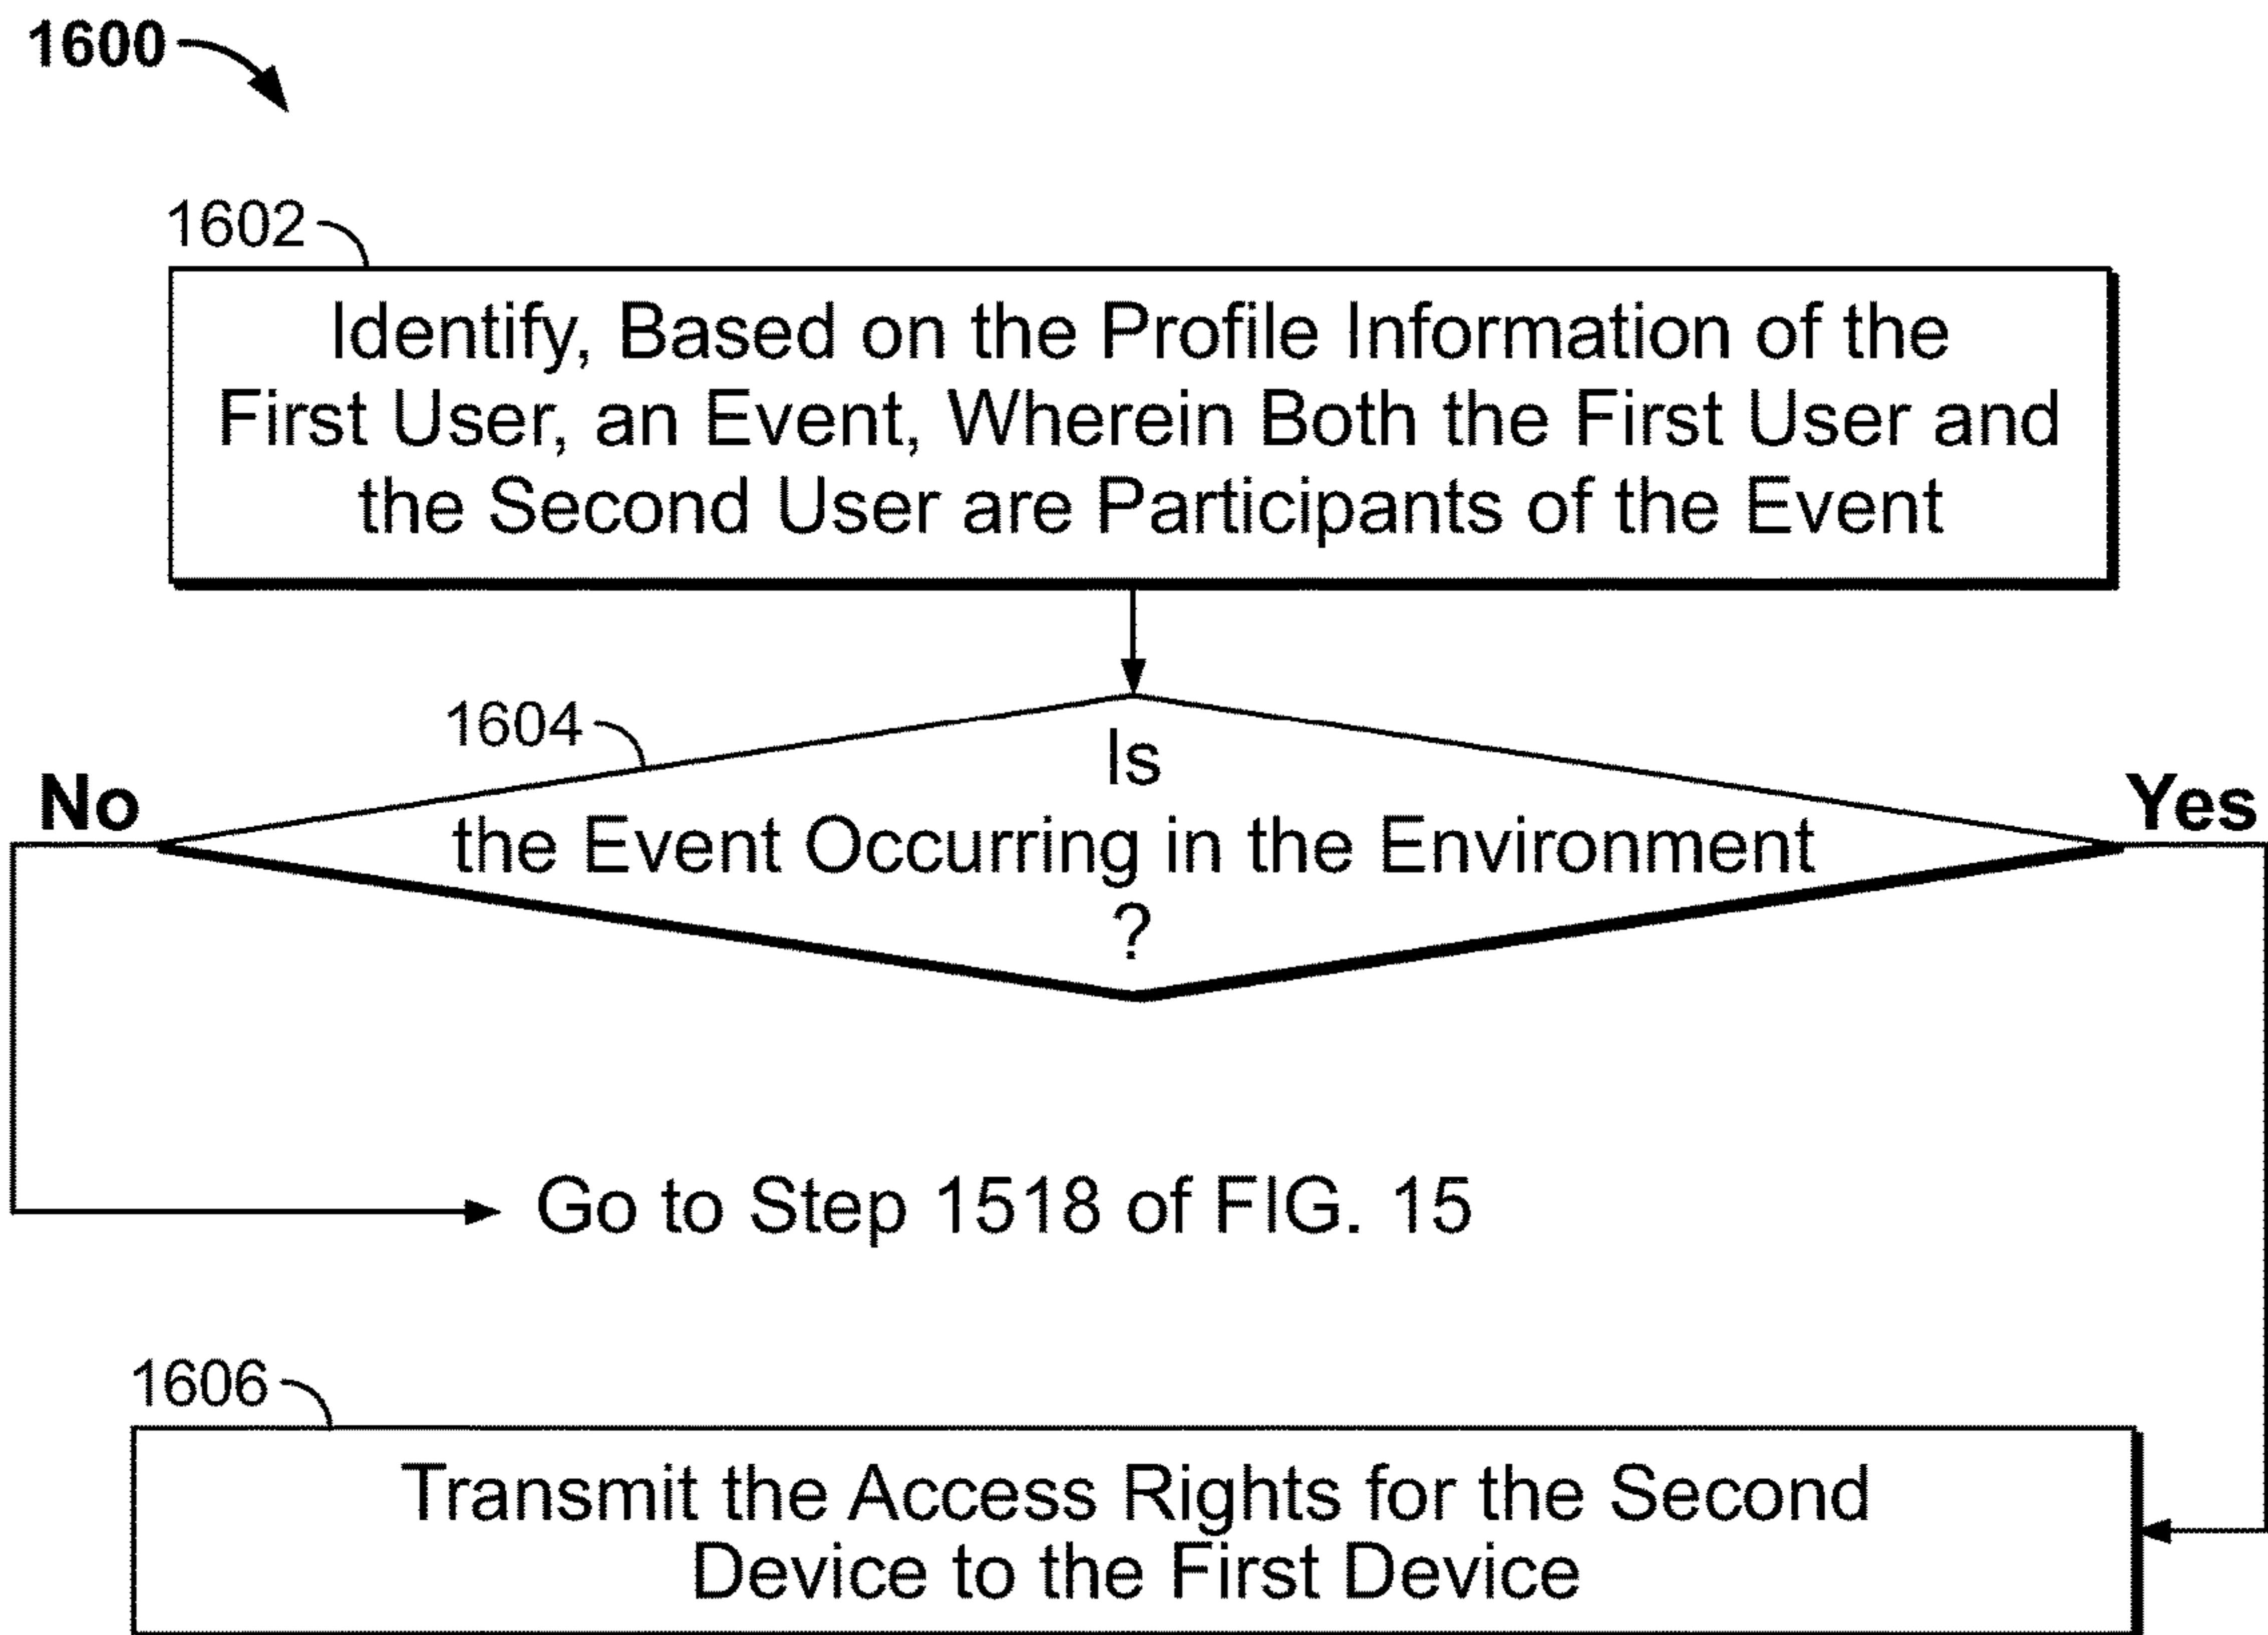 1600
1602
Identify, Based on the Profile Information of the
First User, an Event, Wherein Both the First User and
the Second User are Participants of the Event
1604
Is
the Event Occurring in the Environment
?
No
Yes
Go to Step 1518 of FIG. 15
1606
Transmit the Access Rights for the Second
Device to the First Device